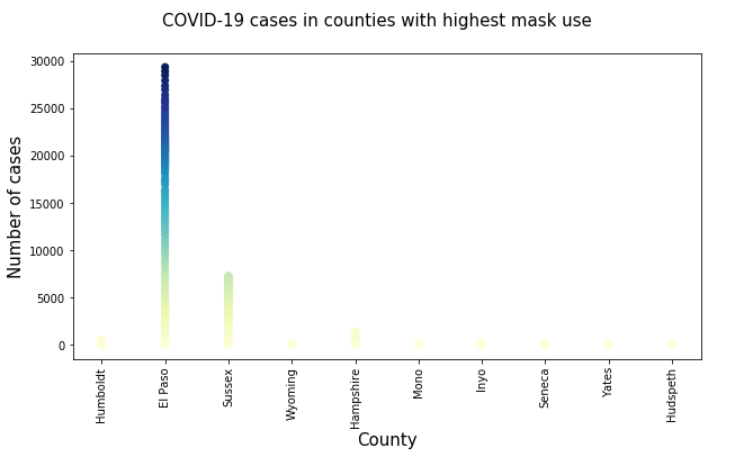 COVID-19 cases in counties with highest mask use
Number of cases
30000
25000
20000
15000
10000
5000
0
Humboldt
El Paso
Sussex
Wyoming
Hampshire
Mono
Inyo
Seneca
Yates
Hudspeth
County